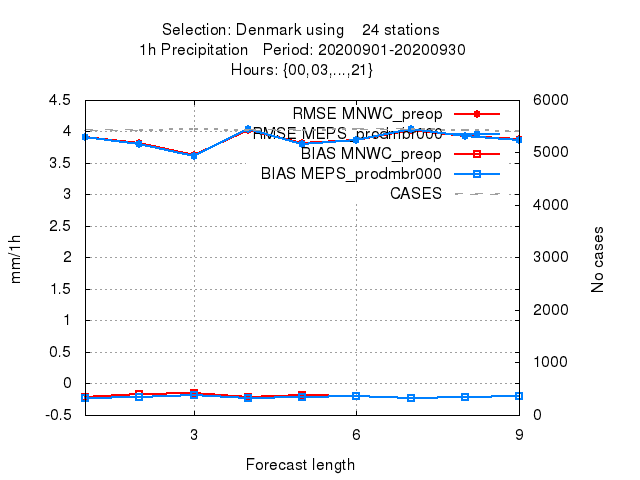 Selection: Denmark using    24 stations
1h Precipitation   Period: 20200901-20200930
Hours: {00,03,...,21}
4.5
4
3.5
3
2.5
2
1.5
1
0.5
0
-0.5
mm/1h
RMSE MNWC_preop
RMSE MEPS_prodmbr000
BIAS MNWC_preop
BIAS MEPS_prodmbr000
CASES
6000
5000
4000
3000
2000
1000
0
No cases
3
6
9
Forecast length